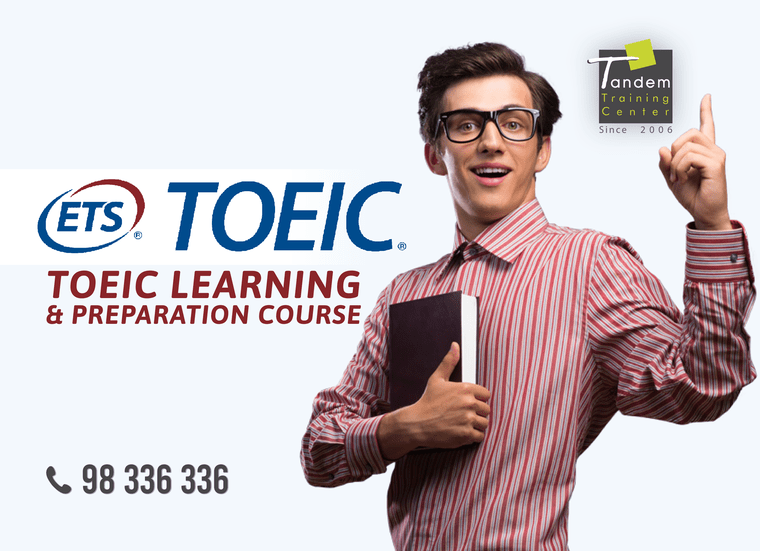 Tandem
Training
Center
Since 2006
ETS® TOEIC®
TOEIC LEARNING
& PREPARATION COURSE
98 336 336